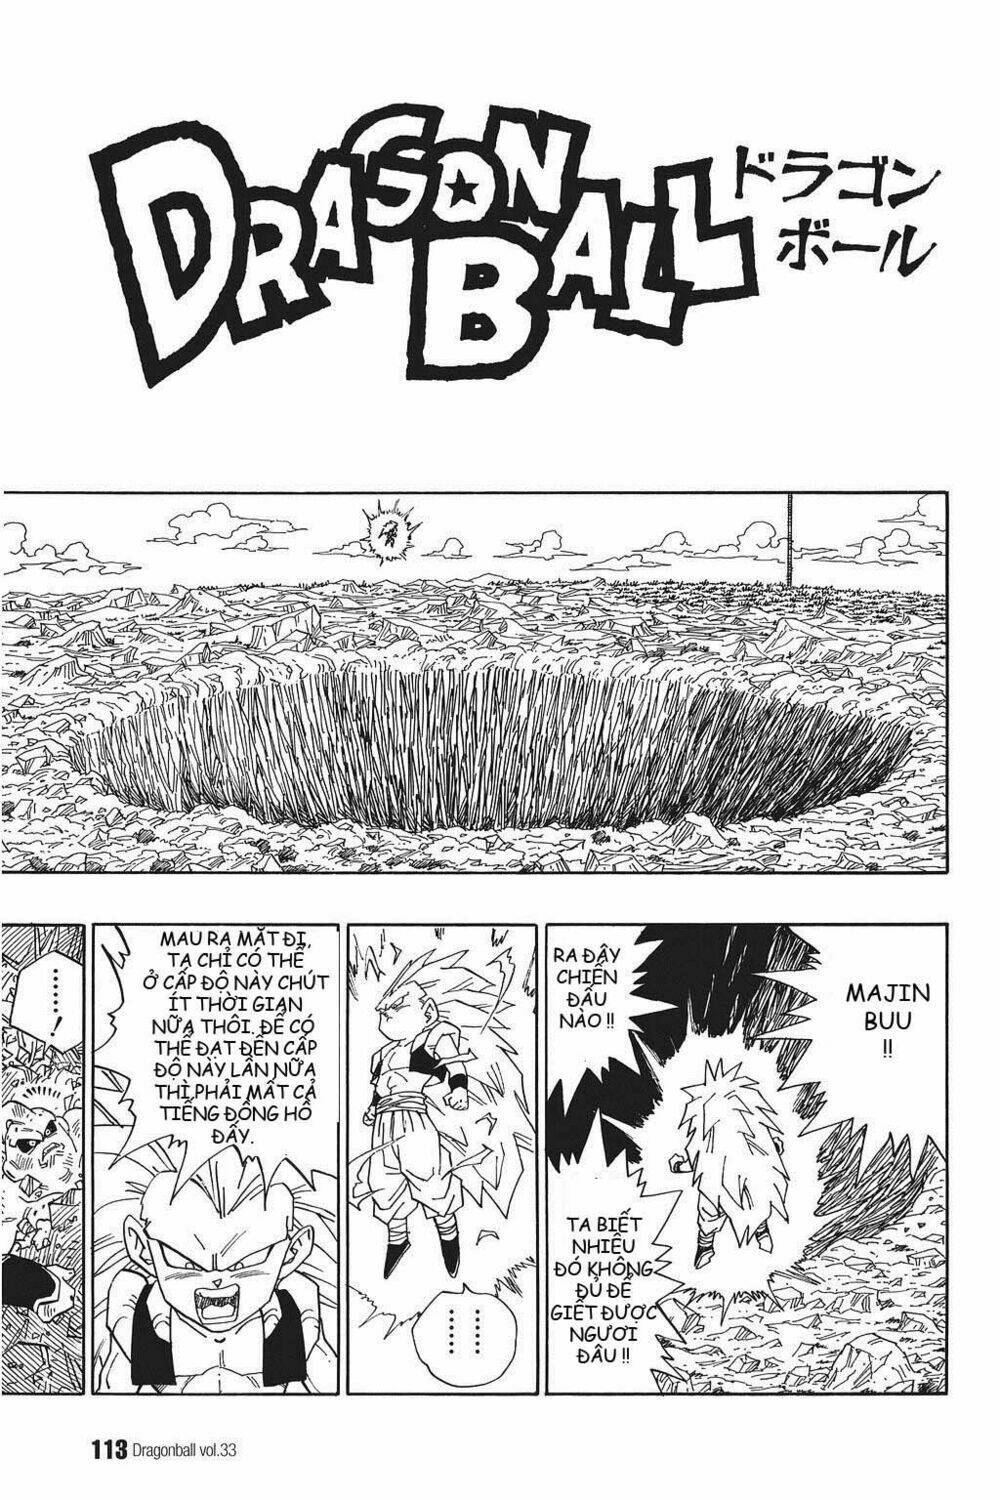 DRAGON BALL
ドラゴン
ボール
MAJIN
BUU
!!
RA ĐÂY
CHIẾN
ĐẤU
NÀO !!
TA BIẾT
NHIÊU
ĐÓ KHÔNG
ĐỦ ĐỂ
GIẾT ĐƯỢC
NGƯƠI
ĐÂU !!
......
MAU RA MẶT ĐI,
TA CHỈ CÓ THỂ
Ở CẤP ĐỘ NÀY CHÚT
ÍT THỜI GIAN
NỮA THÔI. ĐỂ CÓ
THỂ ĐẠT ĐẾN CẤP
ĐỘ NÀY LẦN NỮA
THÌ PHẢI MẤT CẢ
TIẾNG ĐỒNG HỒ
ĐẤY.
......!
113 Dragonball vol.33